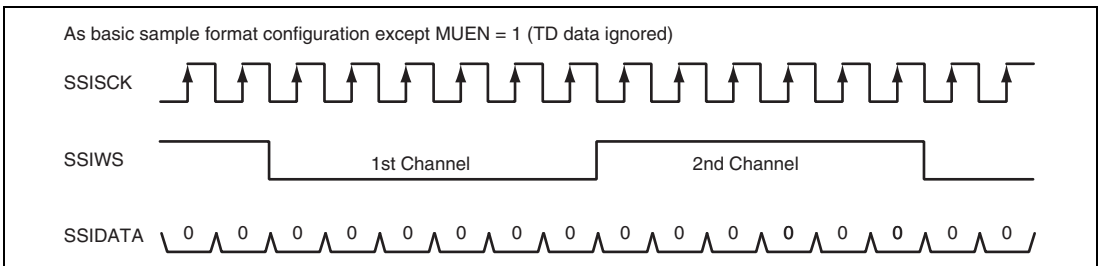 As basic sample format configuration except MUEN = 1 (TD data ignored)
SSISCK
SSIWS 1st Channel 2nd Channel
SSIDATA 0 0 0 0 0 0 0 0 0 0 0 0 0 0 0 0